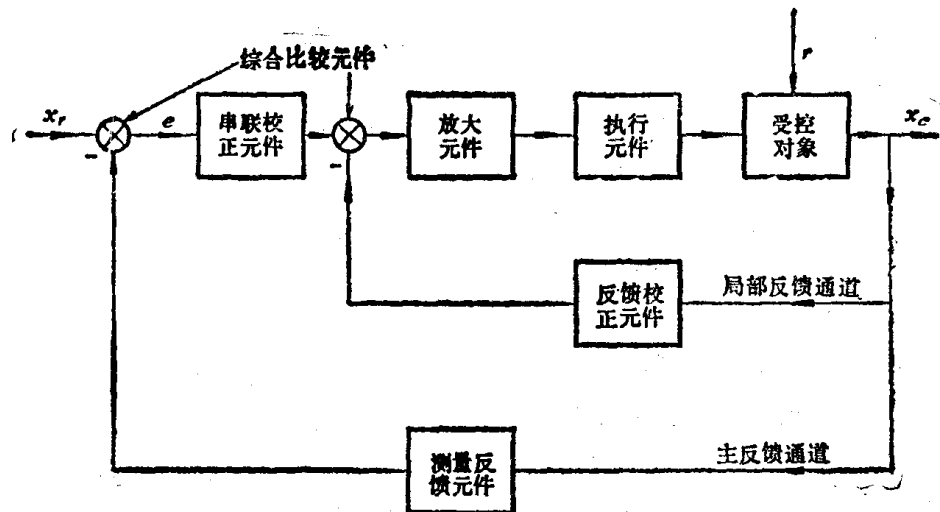 综合比较元件
r
x_r
-
e
串联校
正元件
-
放大
元件
执行
元件
受控
对象
x_c
反馈校
正元件
局部反馈通道
测量反
馈元件
主反馈通道